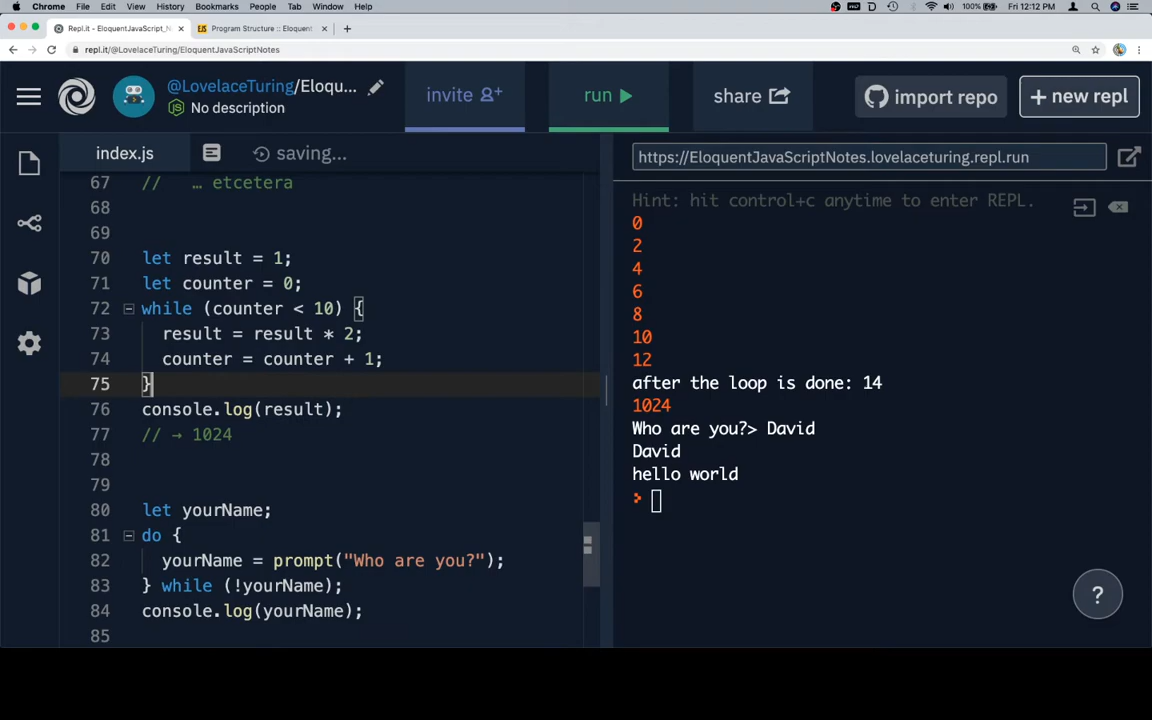 Chrome File Edit View History Bookmarks People Tab Window Help 100% Fri 12:12 PM
Repl.it - EloquentJavaScript_N × Program Structure :: Eloquent × +
repl.it/@LovelaceTuring/EloquentJavaScriptNotes
@LovelaceTuring/Eloqu...
No description
invite
run
share
import repo
+ new repl
index.js
saving...
https://EloquentJavaScriptNotes.lovelaceturing.repl.run
67 // … etcetera
68
69
70 let result = 1;
71 let counter = 0;
72 while (counter < 10) {
73 result = result * 2;
74 counter = counter + 1;
75 }
76 console.log(result);
77 // → 1024
78
79
80 let yourName;
81 do {
82 yourName = prompt("Who are you?");
83 } while (!yourName);
84 console.log(yourName);
85
Hint: hit control+c anytime to enter REPL.
0
2
4
6
8
10
12
after the loop is done: 14
1024
Who are you?> David
David
hello world
>
?